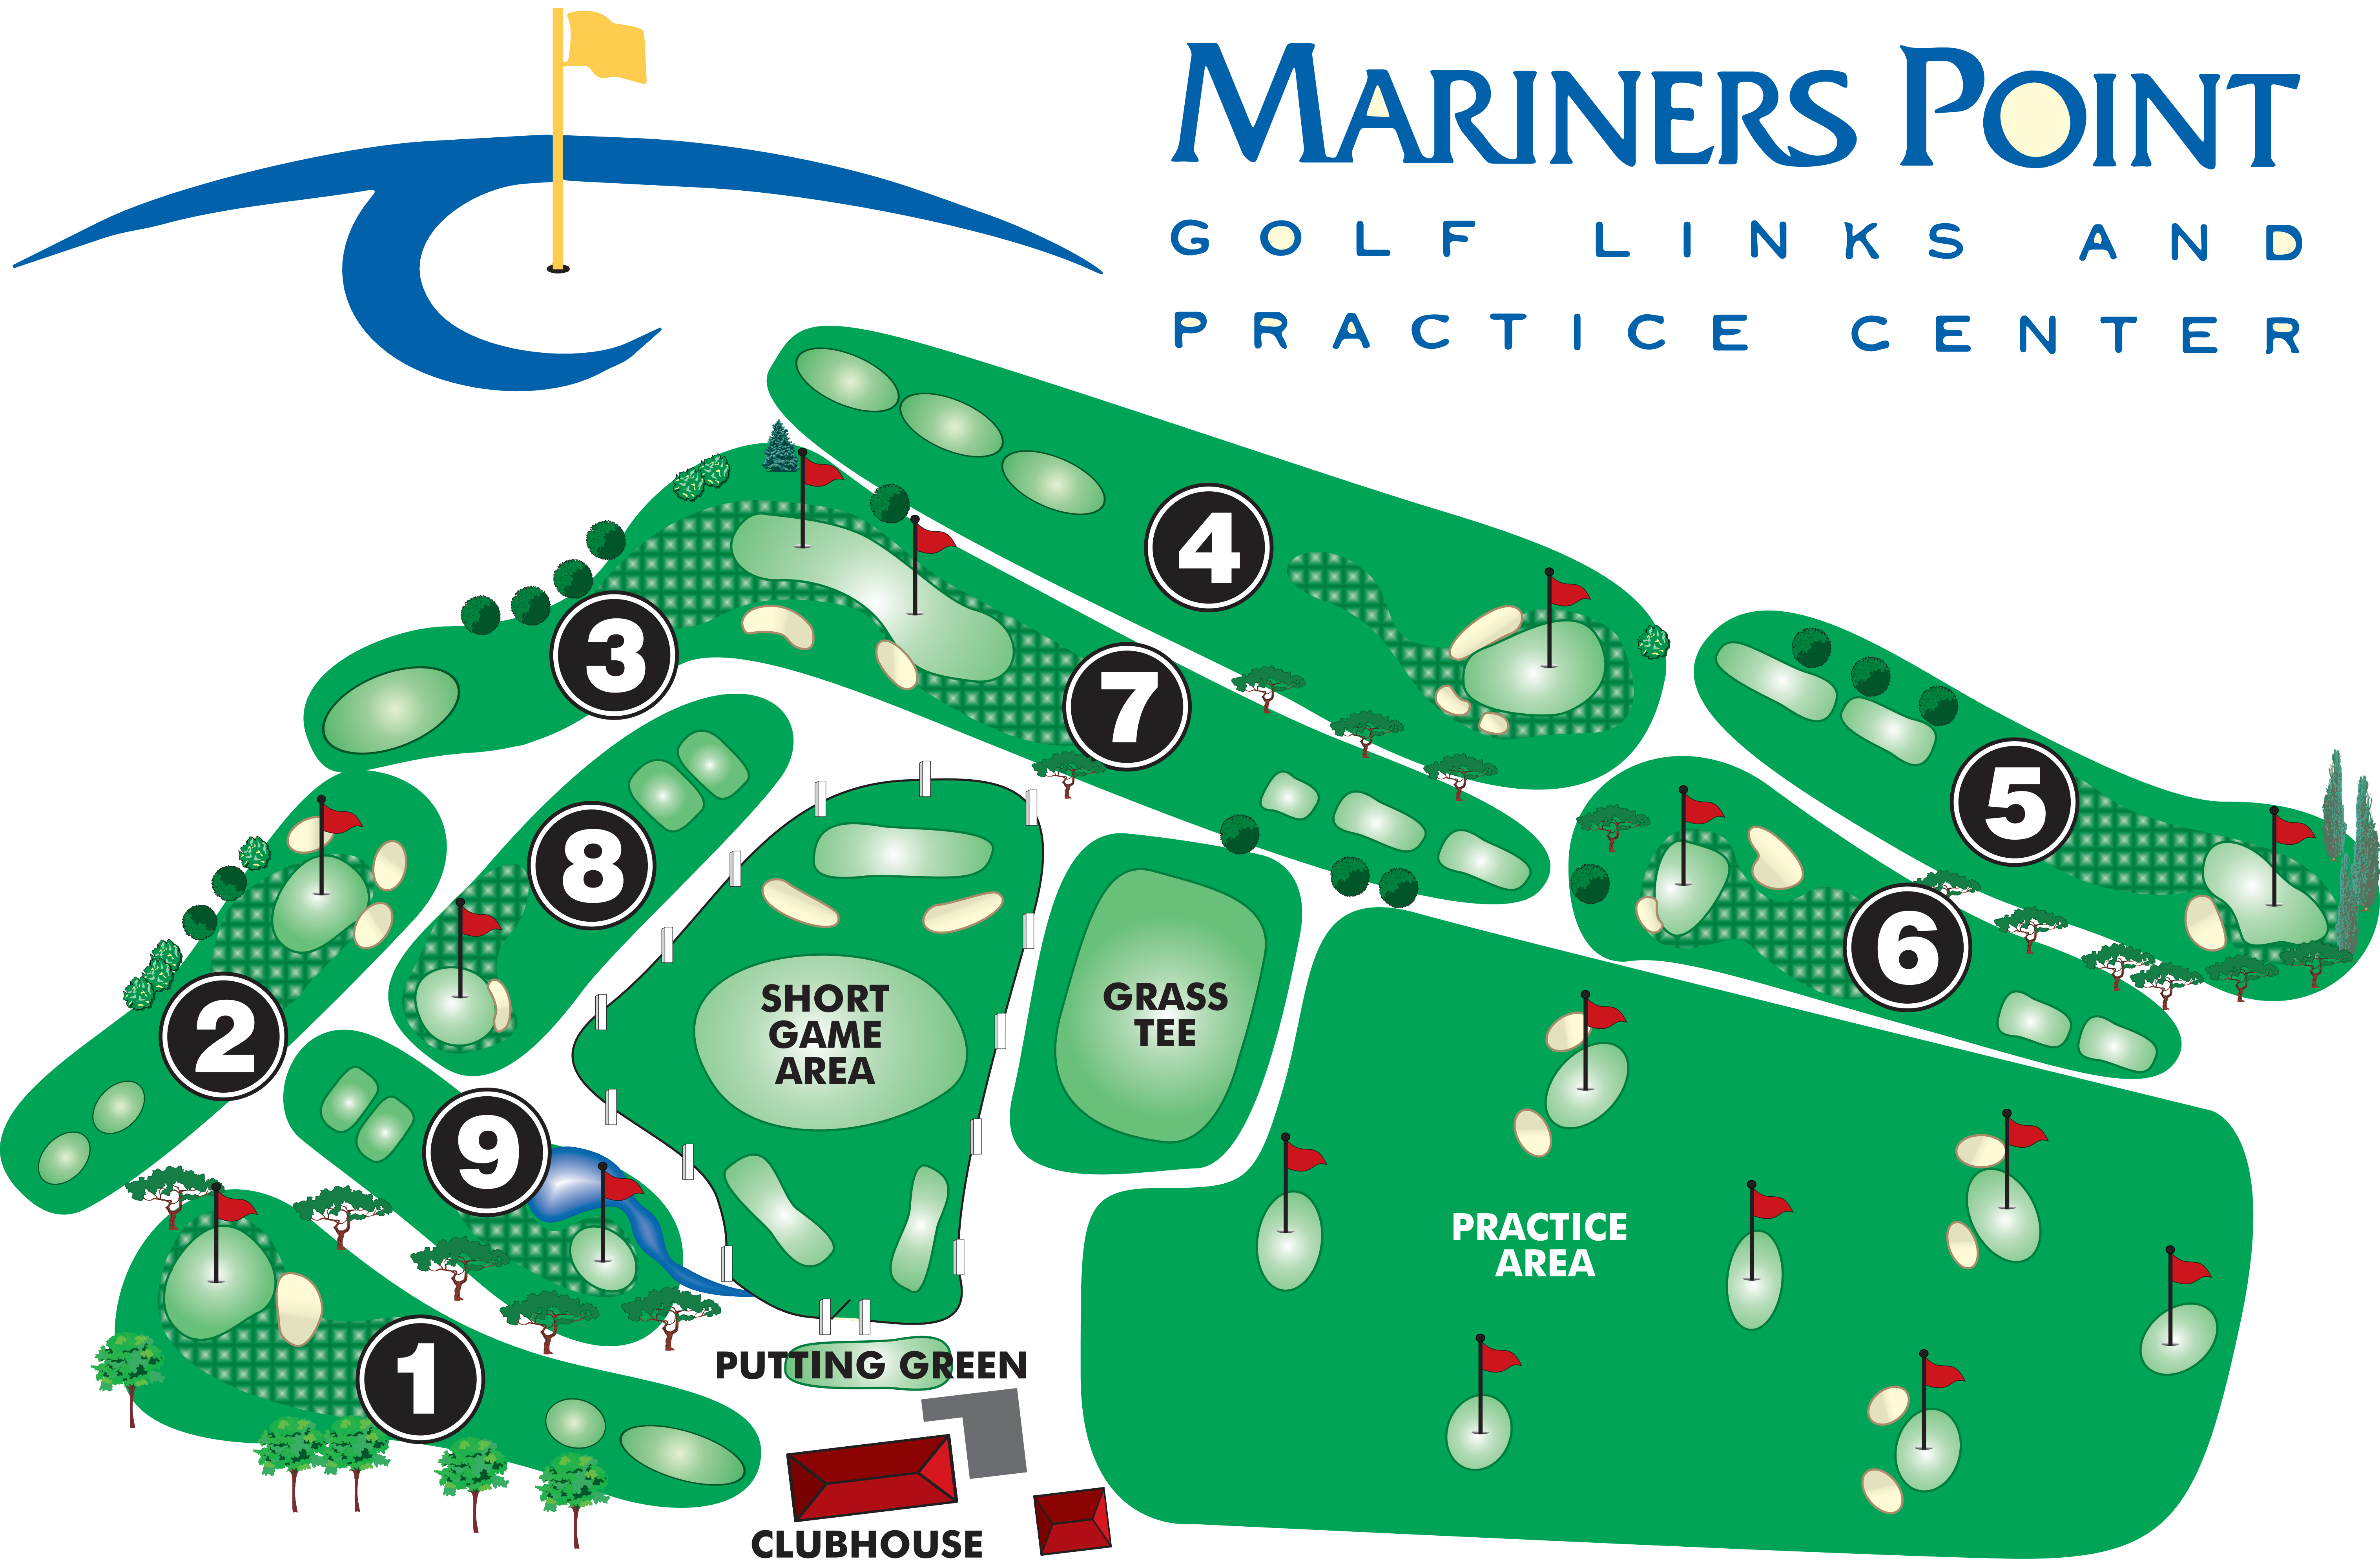 MARINERS POINT
GOLF LINKS AND
PRACTICE CENTER
4
3
7
5
8
6
2
SHORT
GAME
AREA
GRASS
TEE
9
PRACTICE
AREA
1
PUTTING GREEN
CLUBHOUSE